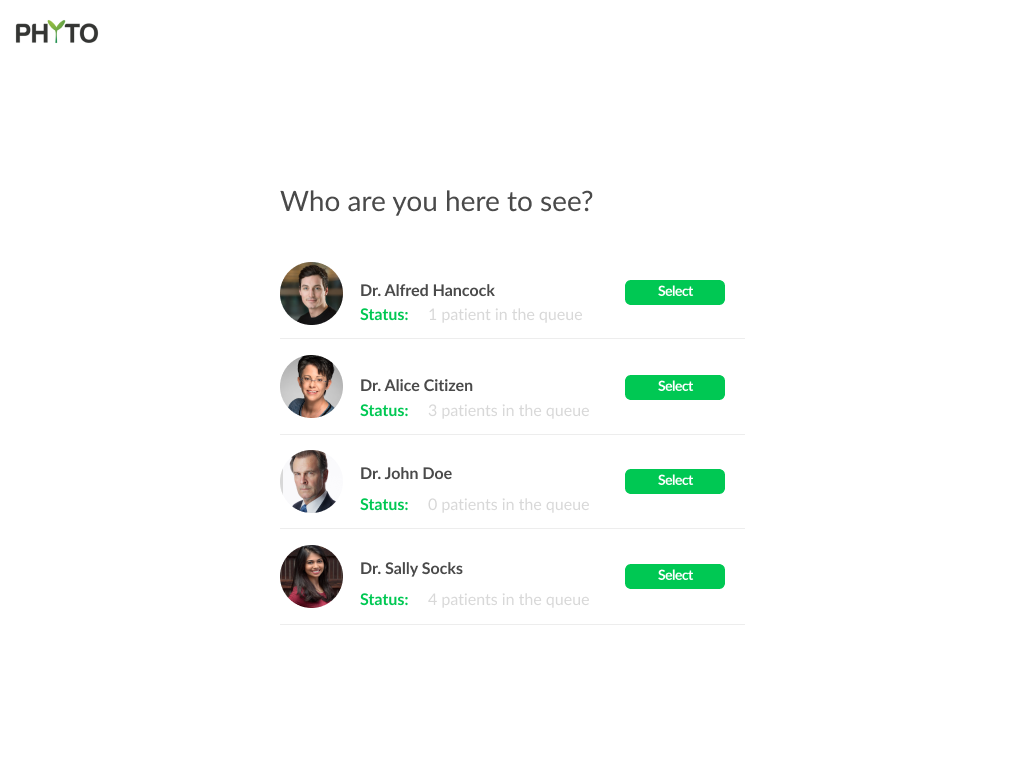 PHYTO
Who are you here to see?
Dr. Alfred Hancock
Select
Status: 1 patient in the queue
Dr. Alice Citizen
Select
Status: 3 patients in the queue
Dr. John Doe
Select
Status: 0 patients in the queue
Dr. Sally Socks
Select
Status: 4 patients in the queue